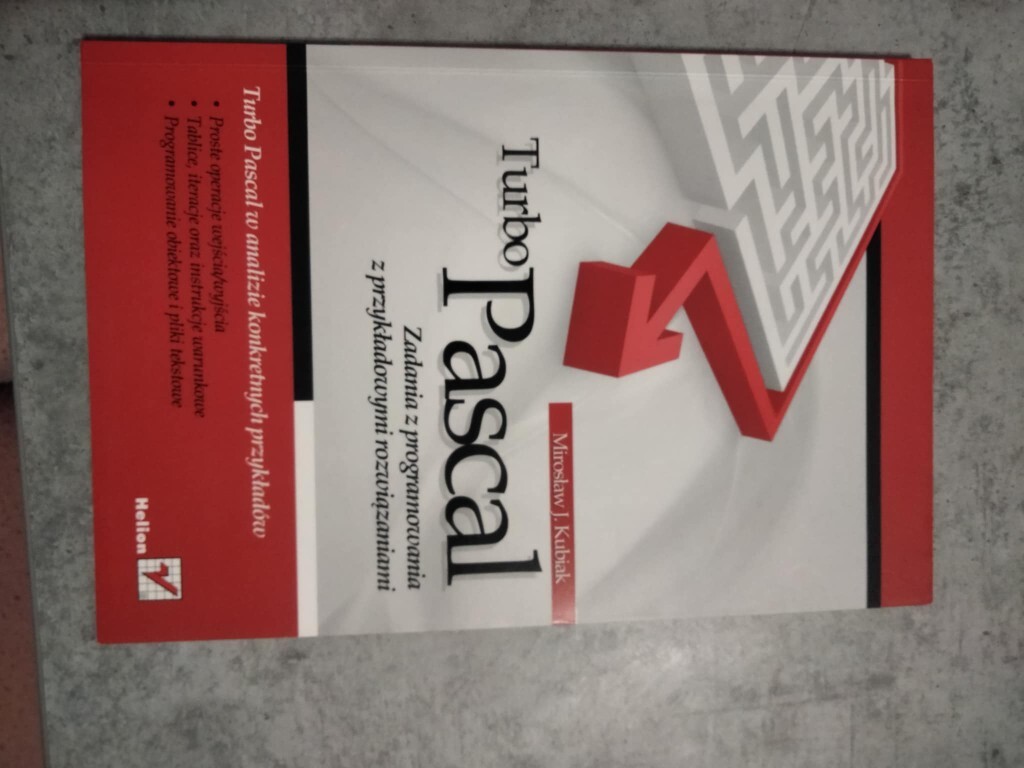 Mirosław J. Kubiak
Turbo Pascal
Zadania z programowania
z przykładowymi rozwiązaniami
Turbo Pascal w analizie konkretnych przykładów
• Proste operacje wejścia/wyjścia
• Tablice, iteracje oraz instrukcje warunkowe
• Programowanie obiektowe i pliki tekstowe
Helion